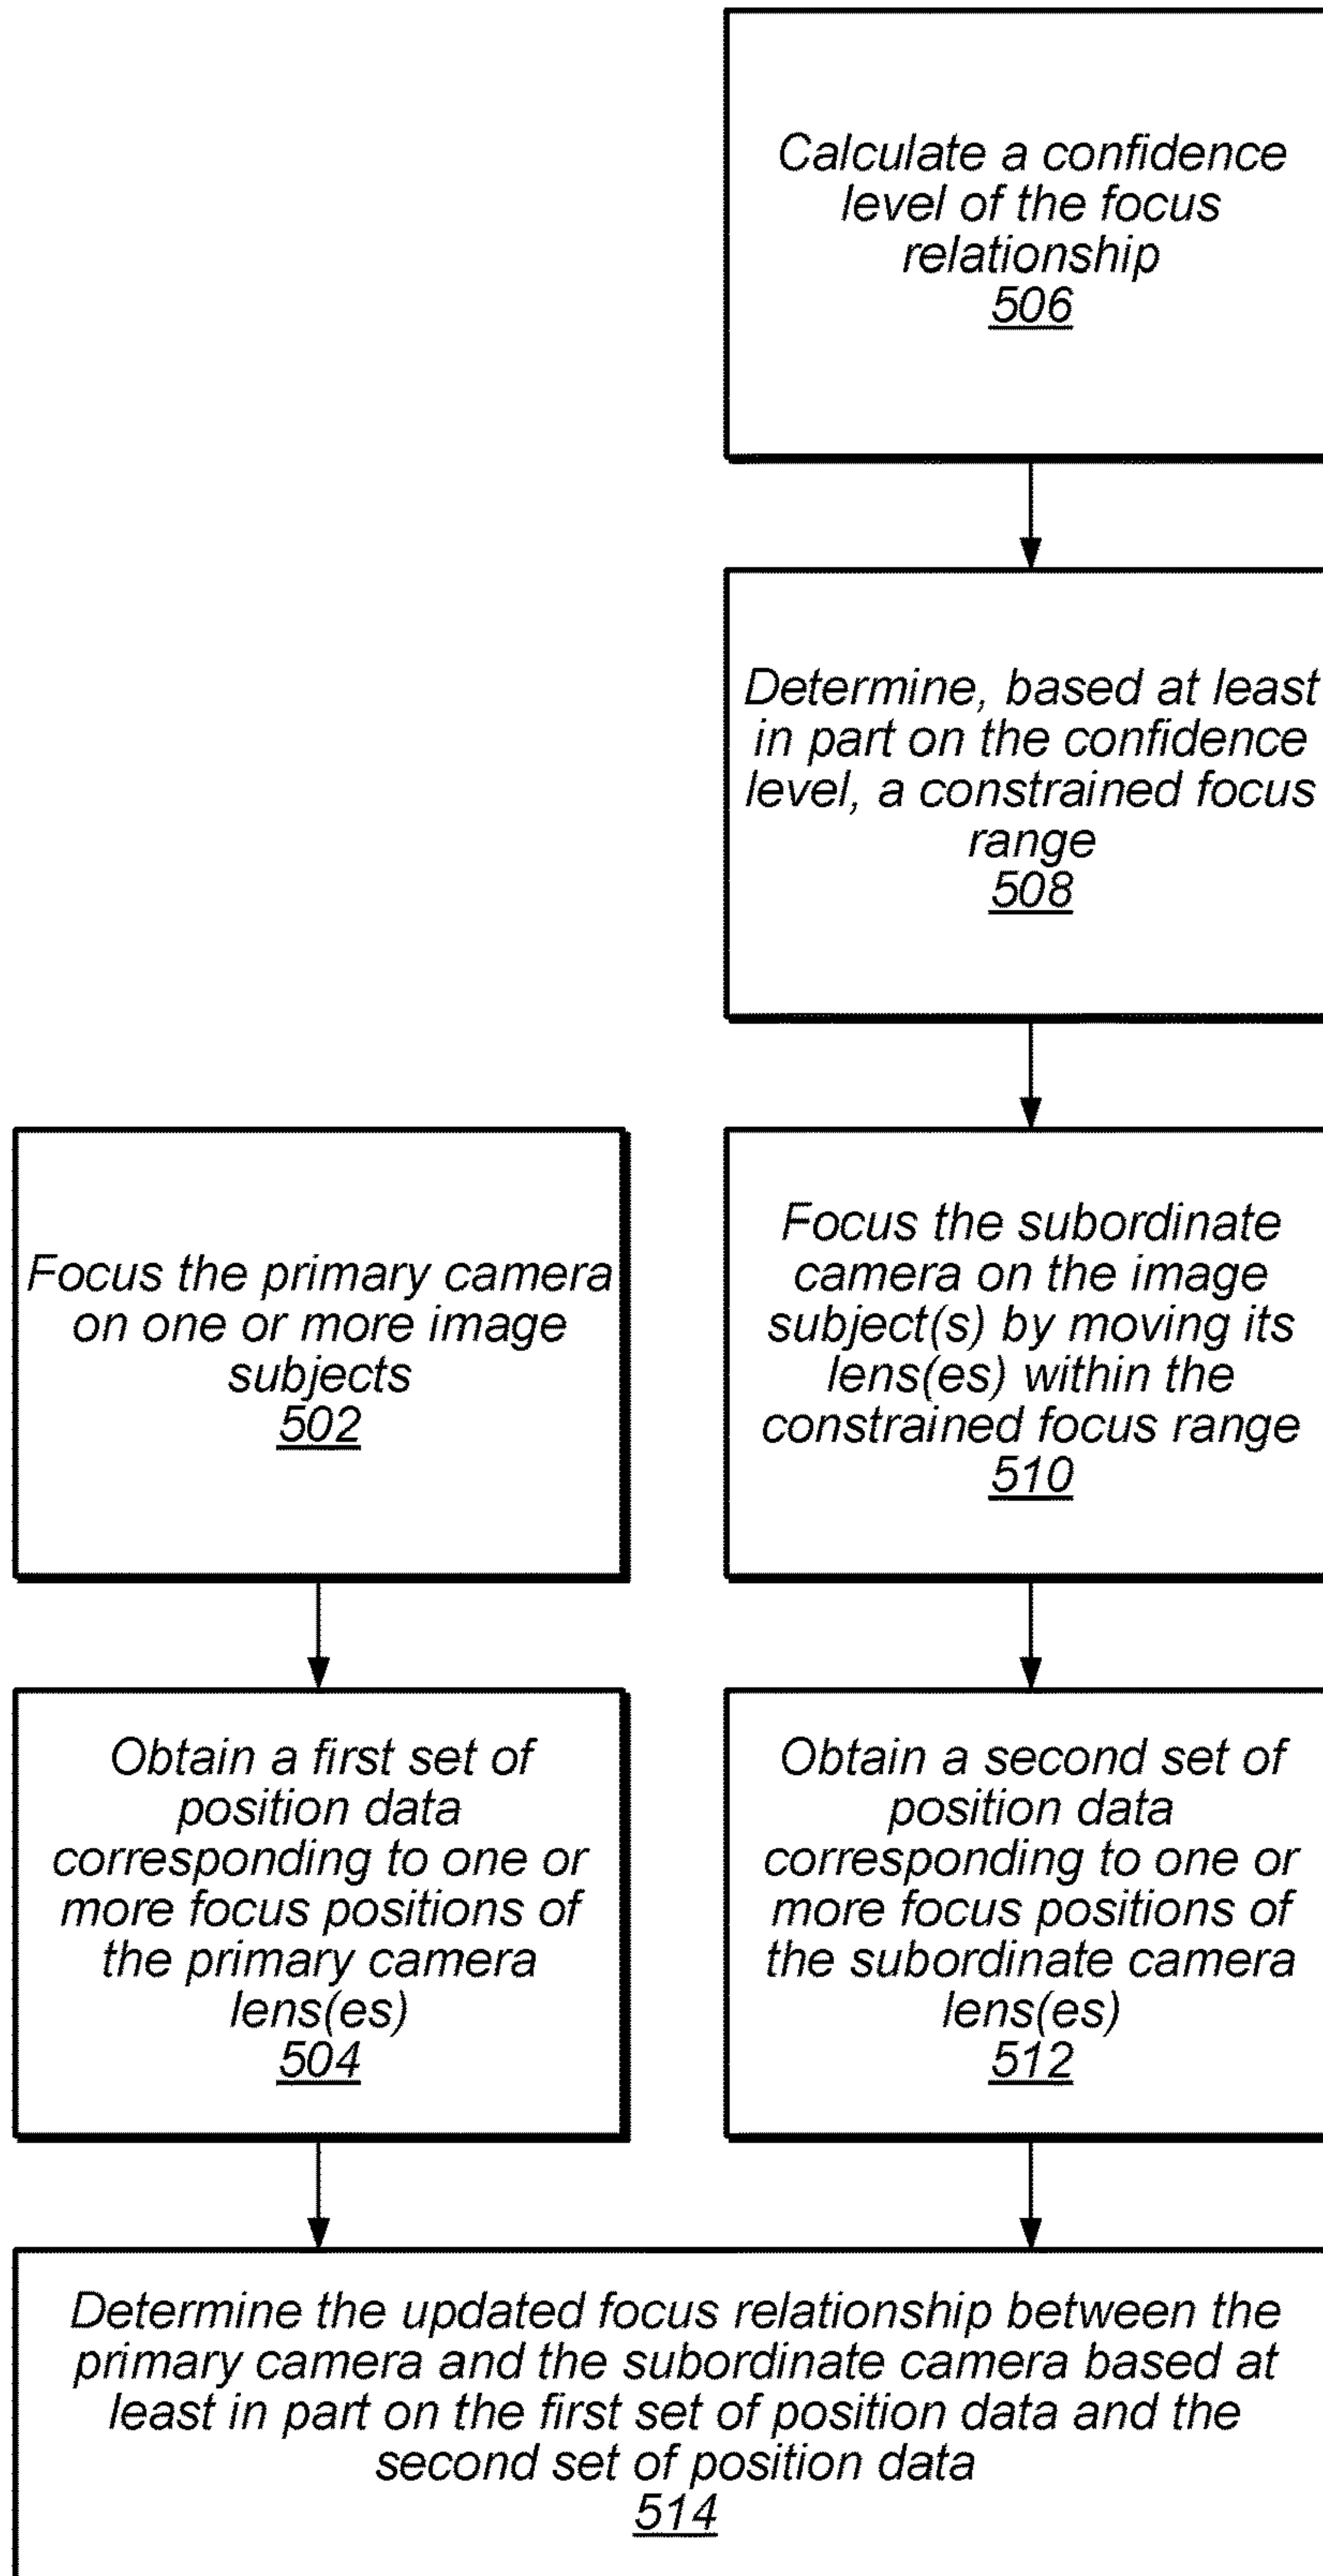 Calculate a confidence
level of the focus
relationship
506
Determine, based at least
in part on the confidence
level, a constrained focus
range
508
Focus the primary camera
on one or more image
subjects
502
Focus the subordinate
camera on the image
subject(s) by moving its
lens(es) within the
constrained focus range
510
Obtain a first set of
position data
corresponding to one or
more focus positions of
the primary camera
lens(es)
504
Obtain a second set of
position data
corresponding to one or
more focus positions of
the subordinate camera
lens(es)
512
Determine the updated focus relationship between the
primary camera and the subordinate camera based at
least in part on the first set of position data and the
second set of position data
514